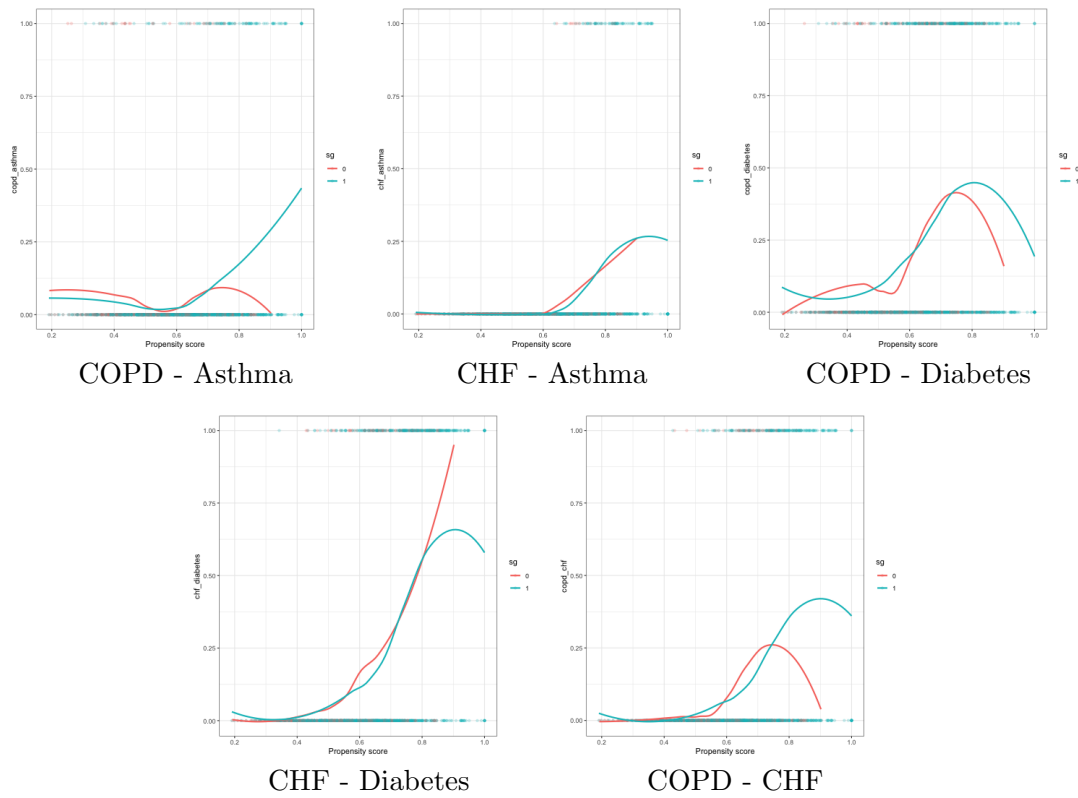 1.00
0.75
0.50
0.25
0.00
copd_asthma
0.2 0.4 0.6 0.8 1.0
Propensity score
sg
0
1
COPD - Asthma
1.00
0.75
0.50
0.25
0.00
chf_asthma
0.2 0.4 0.6 0.8 1.0
Propensity score
sg
0
1
CHF - Asthma
1.00
0.75
0.50
0.25
0.00
copd_diabetes
0.2 0.4 0.6 0.8 1.0
Propensity score
sg
0
1
COPD - Diabetes
1.00
0.75
0.50
0.25
0.00
chf_diabetes
0.2 0.4 0.6 0.8 1.0
Propensity score
sg
0
1
CHF - Diabetes
1.00
0.75
0.50
0.25
0.00
copd_chf
0.2 0.4 0.6 0.8 1.0
Propensity score
sg
0
1
COPD - CHF